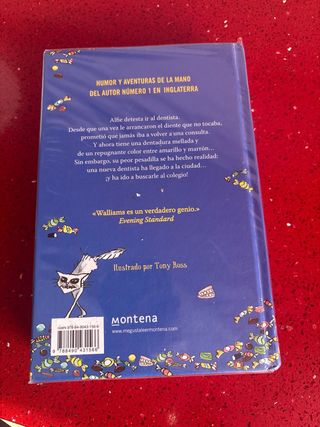 HUMOR Y AVENTURAS DE LA MANO
DEL AUTOR NÚMERO 1 EN INGLATERRA
Alfie detesta ir al dentista.
Desde que una vez le arrancaron el diente que no tocaba,
prometió que jamás iba a volver a una consulta.
Y ahora tiene una dentadura mellada y
de un repugnante color entre amarillo y marrón...
Sin embargo, su peor pesadilla se ha hecho realidad:
una nueva dentista ha llegado a la ciudad...
¡y ha ido a buscarle al colegio!
«Walliams es un verdadero genio.»
Evening Standard
Ilustrado por Tony Ross
Montena
www.megustaleermontena.com
9 788490 431566